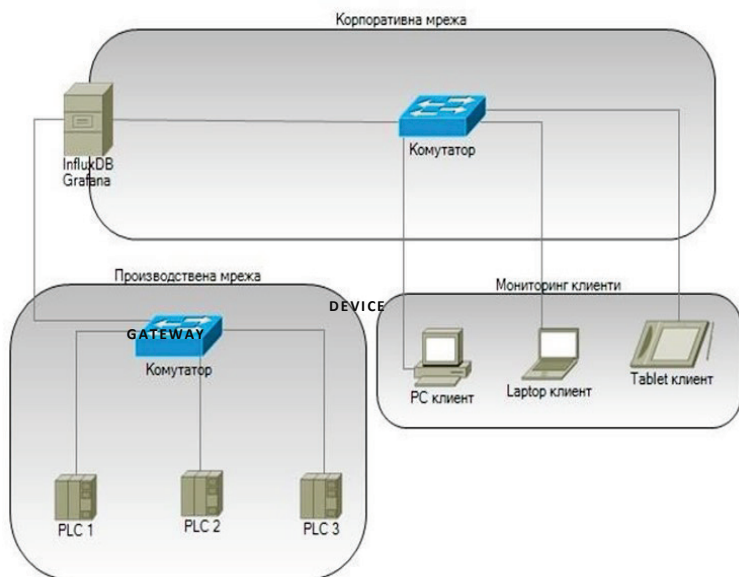 Корпоративна мрежа
InfluxDB
Grafana
Комутатор
Производствена мрежа
DEVICE
Мониторинг клиенти
GATEWAY
Комутатор
PC клиент
Laptop клиент
Tablet клиент
PLC 1
PLC 2
PLC 3